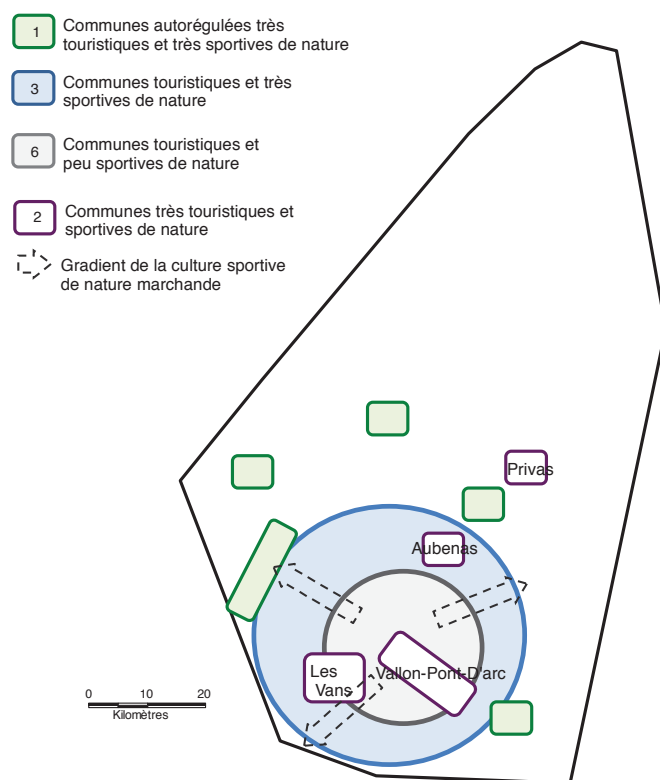 1
Communes autorégulées très
touristiques et très sportives de nature
3
Communes touristiques et très
sportives de nature
6
Communes touristiques et
peu sportives de nature
2
Communes très touristiques et
sportives de nature
Gradient de la culture sportive
de nature marchande
Privas
Aubenas
Les
Vans
Vallon-Pont-D'arc
0 10 20
Kilomètres